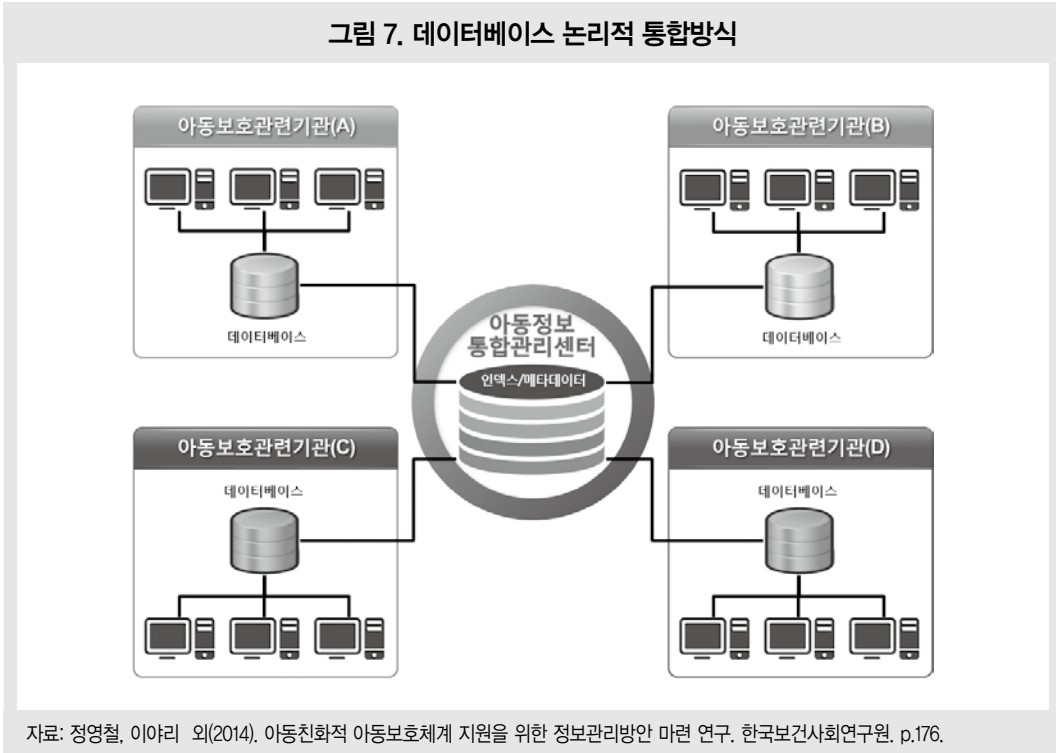 그림 7. 데이터베이스 논리적 통합방식
아동보호관련기관(A)
데이터베이스
아동보호관련기관(B)
데이터베이스
아동정보
통합관리센터
인덱스/메타데이터
아동보호관련기관(C)
데이터베이스
아동보호관련기관(D)
데이터베이스
자료: 정영철, 이아리 외(2014). 아동친화적 아동보호체계 지원을 위한 정보관리방안 마련 연구. 한국보건사회연구원. p.176.